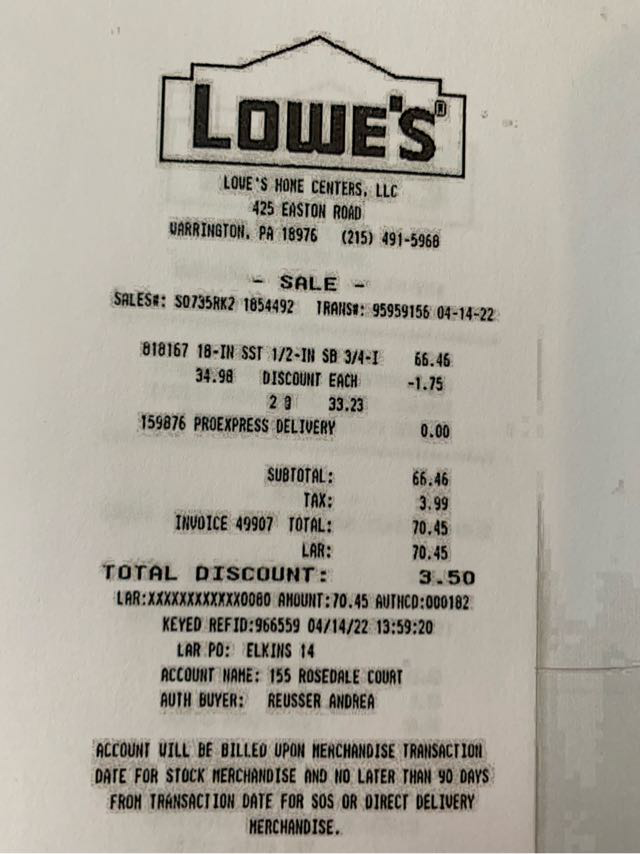 LOWE'S®
LOWE'S HOME CENTERS, LLC
425 EASTON ROAD
WARRINGTON, PA 18976 (215) 491-5968
- SALE -
SALES#: S0735RK2 1854492 TRANS#: 95959156 04-14-22
818167 18-IN SST 1/2-IN SB 3/4-I 66.46
34.98 DISCOUNT EACH -1.75
2 @ 33.23
159876 PROEXPRESS DELIVERY 0.00
SUBTOTAL: 66.46
TAX: 3.99
INVOICE 49907 TOTAL: 70.45
LAR: 70.45
TOTAL DISCOUNT: 3.50
LAR:XXXXXXXXXXXX0080 AMOUNT:70.45 AUTHCD:000182
KEYED REFID:966559 04/14/22 13:59:20
LAR PO: ELKINS 14
ACCOUNT NAME: 155 ROSEDALE COURT
AUTH BUYER: REUSSER ANDREA
ACCOUNT WILL BE BILLED UPON MERCHANDISE TRANSACTION
DATE FOR STOCK MERCHANDISE AND NO LATER THAN 90 DAYS
FROM TRANSACTION DATE FOR SOS OR DIRECT DELIVERY
MERCHANDISE.